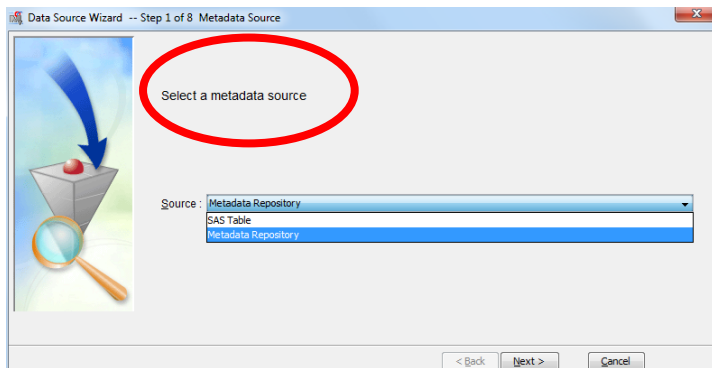 Data Source Wizard -- Step 1 of 8 Metadata Source
Select a metadata source
Source : Metadata Repository
SAS Table
Metadata Repository
< Back Next > Cancel